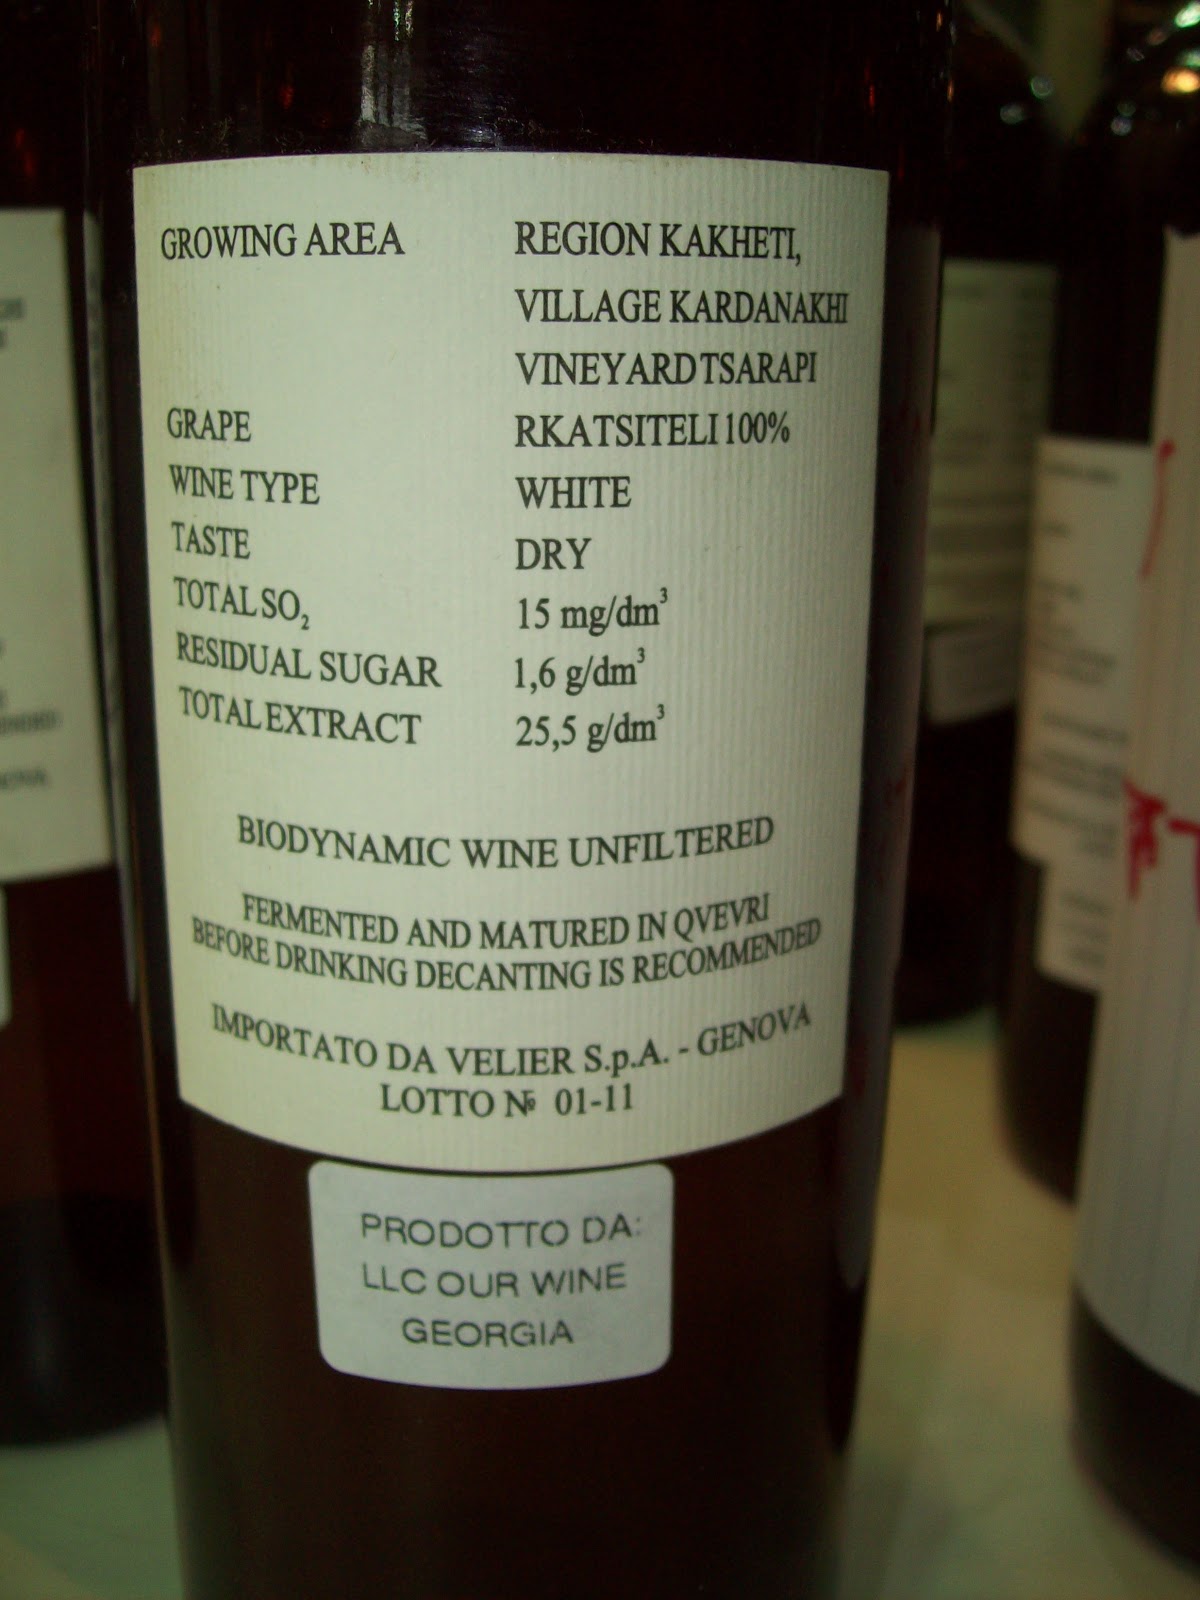 GROWING AREA REGION KAKHETI,
VILLAGE KARDANAKHI
VINEYARD TSARAPI
GRAPE RKATSITELI 100%
WINE TYPE WHITE
TASTE DRY
TOTAL SO₂ 15 mg/dm³
RESIDUAL SUGAR 1,6 g/dm³
TOTAL EXTRACT 25,5 g/dm³
BIODYNAMIC WINE UNFILTERED
FERMENTED AND MATURED IN QVEVRI
BEFORE DRINKING DECANTING IS RECOMMENDED
IMPORTATO DA VELIER S.p.A. - GENOVA
LOTTO № 01-11
PRODOTTO DA:
LLC OUR WINE
GEORGIA